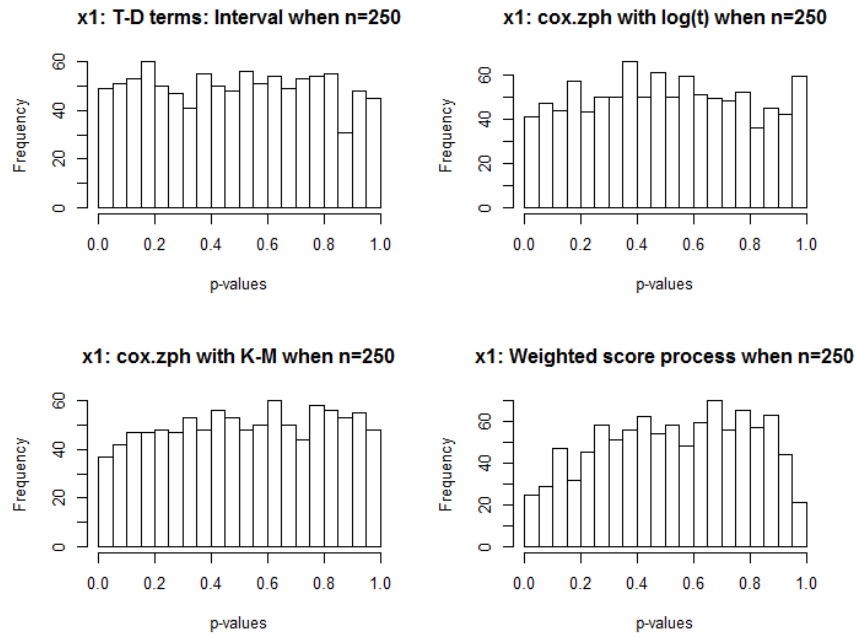 x1: T-D terms: Interval when n=250
Frequency
0 20 40 60
0.0 0.2 0.4 0.6 0.8 1.0
p-values
x1: cox.zph with log(t) when n=250
Frequency
0 20 40 60
0.0 0.2 0.4 0.6 0.8 1.0
p-values
x1: cox.zph with K-M when n=250
Frequency
0 20 40 60
0.0 0.2 0.4 0.6 0.8 1.0
p-values
x1: Weighted score process when n=250
Frequency
0 20 40 60
0.0 0.2 0.4 0.6 0.8 1.0
p-values